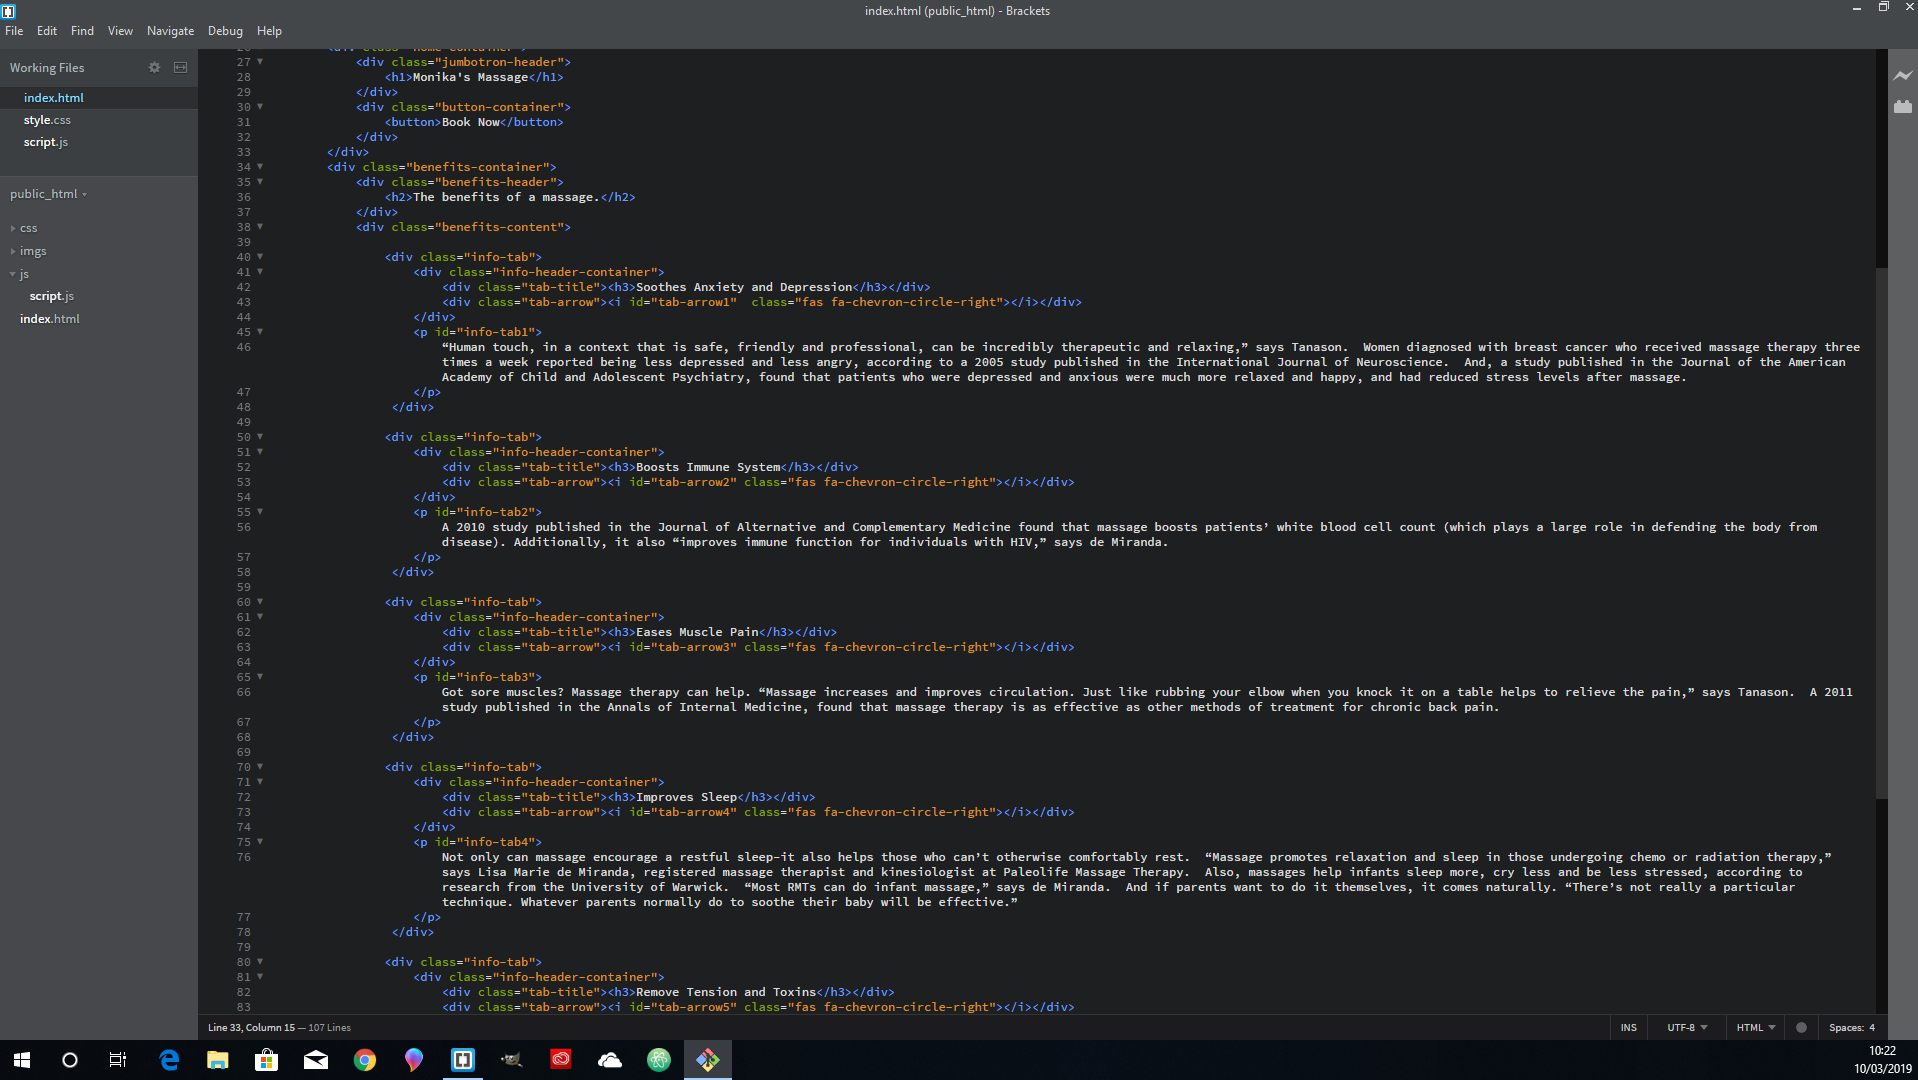 index.html (public_html) - Brackets
File Edit Find View Navigate Debug Help
Working Files
index.html
style.css
script.js
public_html
css
imgs
js
script.js
index.html
27 <div class="jumbotron-header">
28 <h1>Monika's Massage</h1>
29 </div>
30 <div class="button-container">
31 <button>Book Now</button>
32 </div>
33 </div>
34 <div class="benefits-container">
35 <div class="benefits-header">
36 <h2>The benefits of a massage.</h2>
37 </div>
38 <div class="benefits-content">
39
40 <div class="info-tab">
41 <div class="info-header-container">
42 <div class="tab-title"><h3>Soothes Anxiety and Depression</h3></div>
43 <div class="tab-arrow"><i id="tab-arrow1"  class="fas fa-chevron-circle-right"></i></div>
44 </div>
45 <p id="info-tab1">
46 “Human touch, in a context that is safe, friendly and professional, can be incredibly therapeutic and relaxing,” says Tanason.  Women diagnosed with breast cancer who received massage therapy three
times a week reported being less depressed and less angry, according to a 2005 study published in the International Journal of Neuroscience.  And, a study published in the Journal of the American
Academy of Child and Adolescent Psychiatry, found that patients who were depressed and anxious were much more relaxed and happy, and had reduced stress levels after massage.
47 </p>
48 </div>
49
50 <div class="info-tab">
51 <div class="info-header-container">
52 <div class="tab-title"><h3>Boosts Immune System</h3></div>
53 <div class="tab-arrow"><i id="tab-arrow2" class="fas fa-chevron-circle-right"></i></div>
54 </div>
55 <p id="info-tab2">
56 A 2010 study published in the Journal of Alternative and Complementary Medicine found that massage boosts patients’ white blood cell count (which plays a large role in defending the body from
disease). Additionally, it also “improves immune function for individuals with HIV,” says de Miranda.
57 </p>
58 </div>
59
60 <div class="info-tab">
61 <div class="info-header-container">
62 <div class="tab-title"><h3>Eases Muscle Pain</h3></div>
63 <div class="tab-arrow"><i id="tab-arrow3" class="fas fa-chevron-circle-right"></i></div>
64 </div>
65 <p id="info-tab3">
66 Got sore muscles? Massage therapy can help. “Massage increases and improves circulation. Just like rubbing your elbow when you knock it on a table helps to relieve the pain,” says Tanason.  A 2011
study published in the Annals of Internal Medicine, found that massage therapy is as effective as other methods of treatment for chronic back pain.
67 </p>
68 </div>
69
70 <div class="info-tab">
71 <div class="info-header-container">
72 <div class="tab-title"><h3>Improves Sleep</h3></div>
73 <div class="tab-arrow"><i id="tab-arrow4" class="fas fa-chevron-circle-right"></i></div>
74 </div>
75 <p id="info-tab4">
76 Not only can massage encourage a restful sleep–it also helps those who can’t otherwise comfortably rest.  “Massage promotes relaxation and sleep in those undergoing chemo or radiation therapy,”
says Lisa Marie de Miranda, registered massage therapist and kinesiologist at Paleolife Massage Therapy.  Also, massages help infants sleep more, cry less and be less stressed, according to
research from the University of Warwick.  “Most RMTs can do infant massage,” says de Miranda.  And if parents want to do it themselves, it comes naturally. “There’s not really a particular
technique. Whatever parents normally do to soothe their baby will be effective.”
77 </p>
78 </div>
79
80 <div class="info-tab">
81 <div class="info-header-container">
82 <div class="tab-title"><h3>Remove Tension and Toxins</h3></div>
83 <div class="tab-arrow"><i id="tab-arrow5" class="fas fa-chevron-circle-right"></i></div>
Line 33, Column 15 — 107 Lines
INS UTF-8 HTML Spaces: 4
10:22
10/03/2019